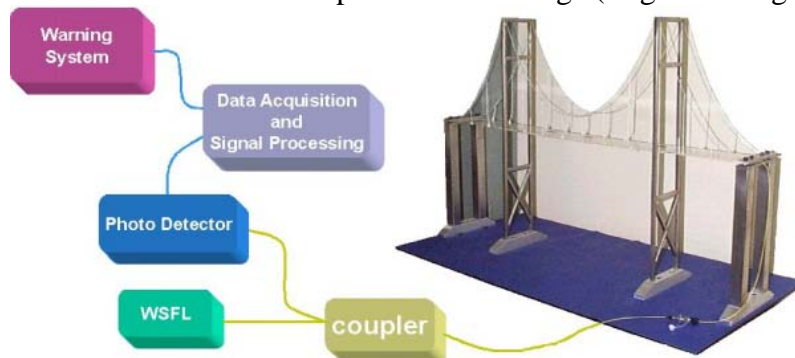 Warning
System
Data Acquisition
and
Signal Processing
Photo Detector
WSFL
coupler